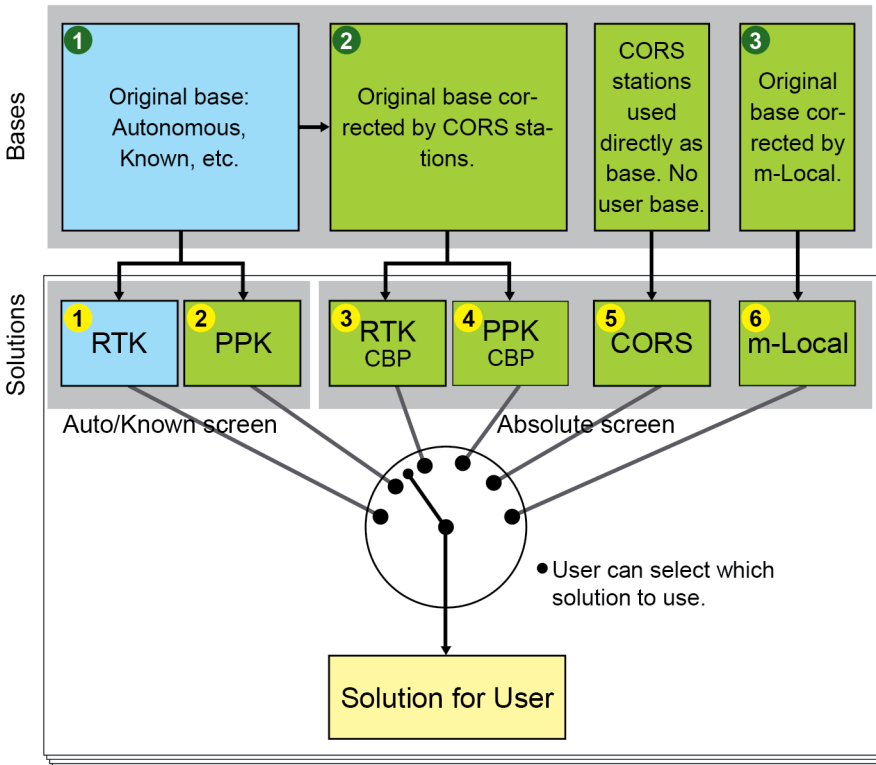 Bases
1
Original base:
Autonomous,
Known, etc.
2
Original base cor-
rected by CORS sta-
tions.
CORS
stations
used
directly as
base. No
user base.
3
Original
base cor-
rected by
m-Local.
Solutions
1
RTK
2
PPK
3
RTK
CBP
4
PPK
CBP
5
CORS
6
m-Local
Auto/Known screen
Absolute screen
User can select which
solution to use.
Solution for User